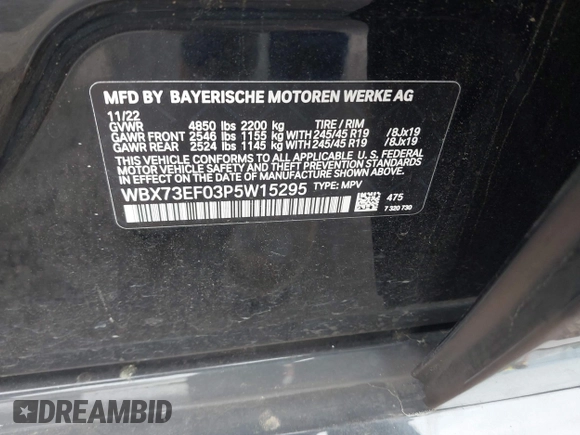 MFD BY BAYERISCHE MOTOREN WERKE AG
11/22
GVWR 4850 lbs 2200 kg TIRE / RIM
GAWR FRONT 2546 lbs 1155 kg WITH 245/45 R19 /8Jx19
GAWR REAR 2524 lbs 1145 kg WITH 245/45 R19 /8Jx19
THIS VEHICLE CONFORMS TO ALL APPLICABLE U.S. FEDERAL
MOTOR VEHICLE SAFETY AND THEFT PREVENTION STANDARDS IN
EFFECT ON THE DATE OF MANUFACTURE SHOWN ABOVE.
WBX73EF03P5W15295 TYPE: MPV
475
7 320 730
DREAMBID